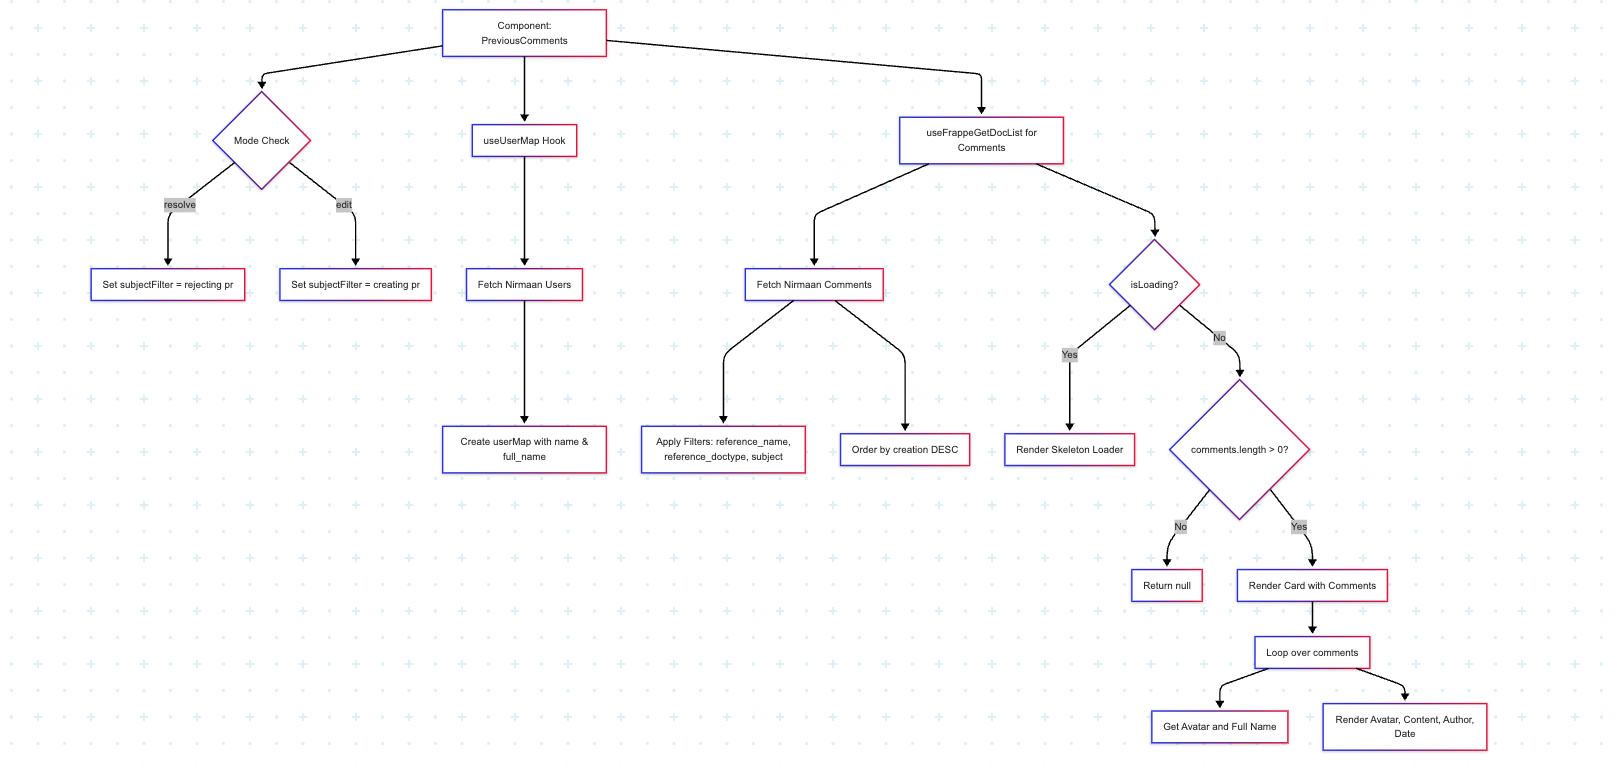 Component:
PreviousComments
Mode Check
useUserMap Hook
useFrappeGetDocList for
Comments
resolve
edit
Set subjectFilter = rejecting pr
Set subjectFilter = creating pr
Fetch Nirmaan Users
Fetch Nirmaan Comments
isLoading?
Yes
No
Create userMap with name &
full_name
Apply Filters: reference_name,
reference_doctype, subject
Order by creation DESC
Render Skeleton Loader
comments.length > 0?
No
Yes
Return null
Render Card with Comments
Loop over comments
Get Avatar and Full Name
Render Avatar, Content, Author,
Date